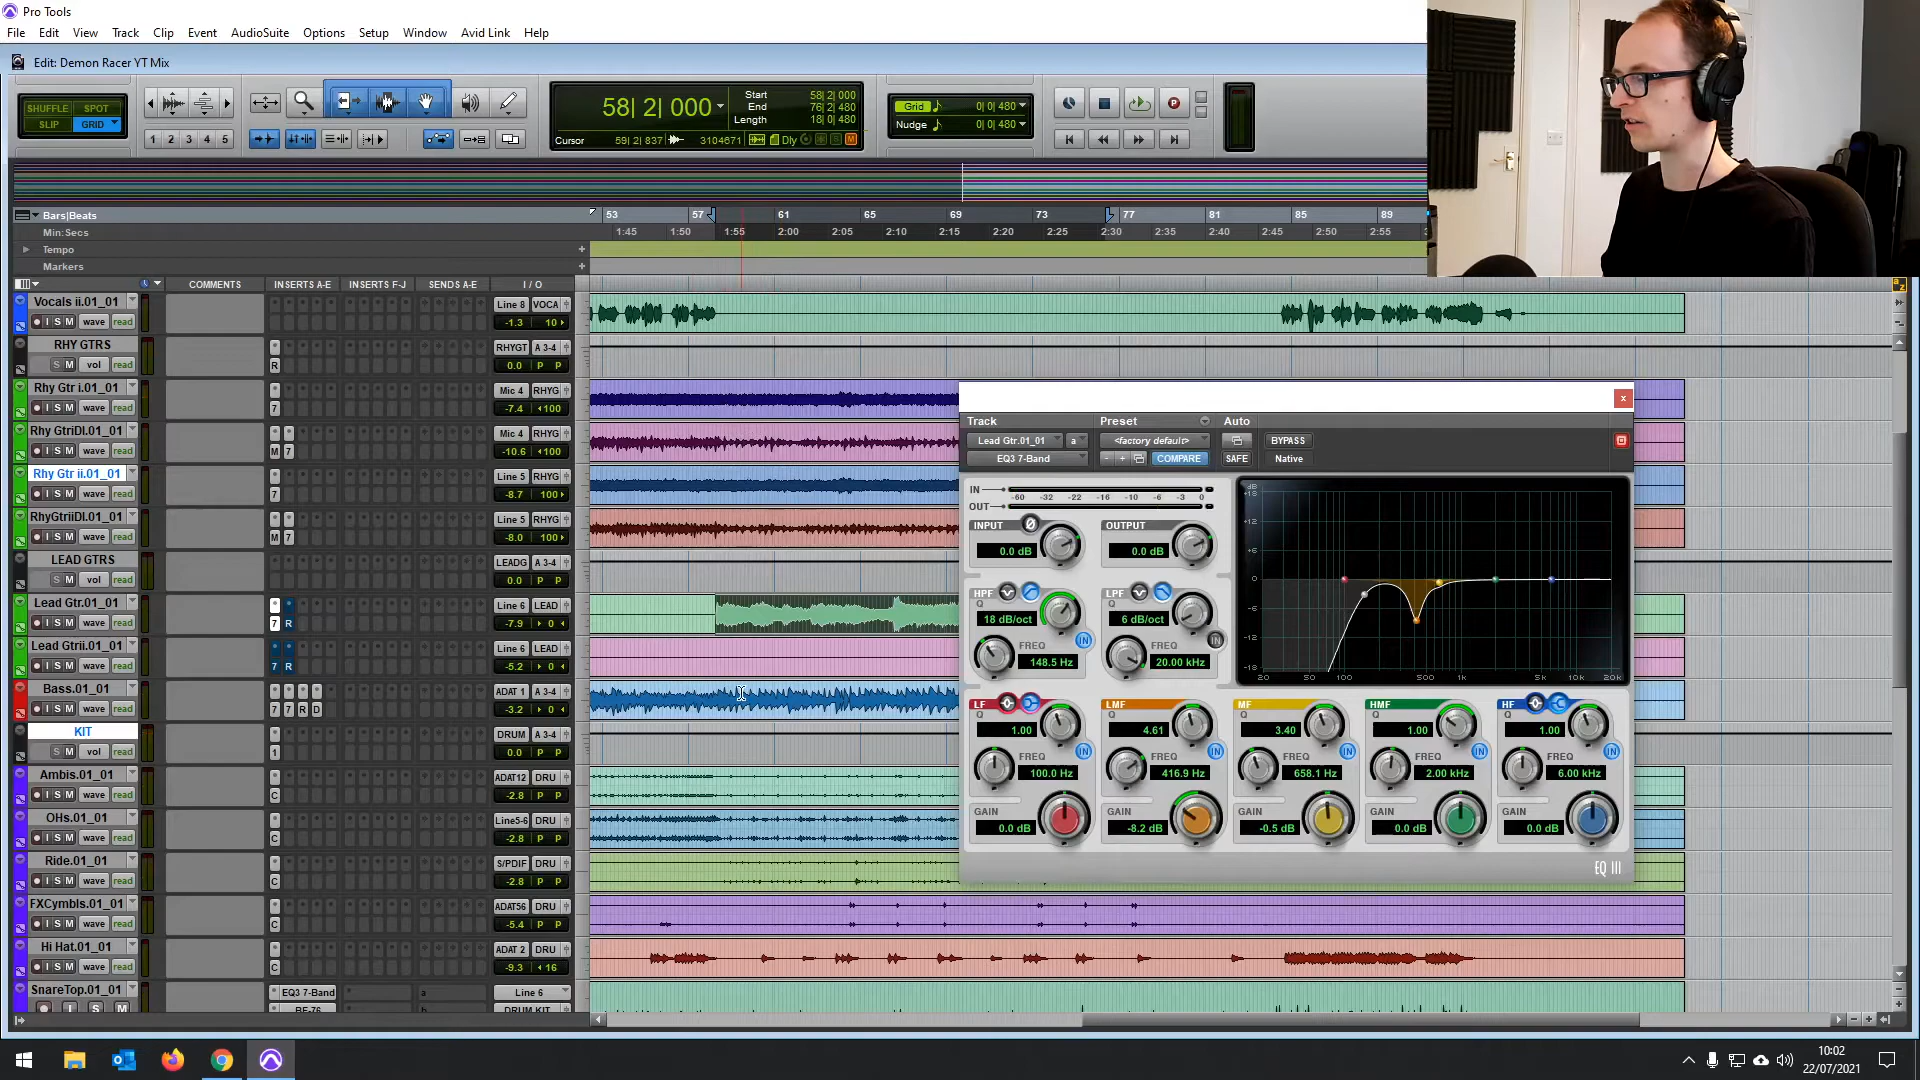 Pro Tools
File Edit View Track Clip Event AudioSuite Options Setup Window Avid Link Help
Edit: Demon Racer YT Mix
SHUFFLE SPOT
SLIP GRID
1 2 3 4 5
58| 2| 000
Start 58| 2| 000
End 76| 2| 480
Length 18| 0| 480
Cursor 59| 2| 837 3104671 Dly
Grid 0| 0| 480
Nudge 0| 0| 480
Bars|Beats 53 57 61 65 69 73 77 81 85 89
Min:Secs 1:45 1:50 1:55 2:00 2:05 2:10 2:15 2:20 2:25 2:30 2:35 2:40 2:45 2:50 2:55
Tempo
Markers
COMMENTS INSERTS A-E INSERTS F-J SENDS A-E I / O
Vocals ii.01_01 Line 8 VOCA
I S M wave read -1.3 10
RHY GTRS RHYGT A 3-4
S M vol read R 0.0 P P
Rhy Gtr i.01_01 Mic 4 RHYG
I S M wave read 7 -7.4 100
Rhy GtriDI.01_01 Mic 4 RHYG
I S M wave read M 7 -10.6 100
Rhy Gtr ii.01_01 Line 5 RHYG
I S M wave read 7 -8.7 100
RhyGtriiDI.01_01 Line 5 RHYG
I S M wave read M 7 -8.0 100
LEAD GTRS LEADG A 3-4
S M vol read 0.0 P P
Lead Gtr.01_01 Line 6 LEAD
I S M wave read 7 R -7.9 0
Lead Gtrii.01_01 Line 6 LEAD
I S M wave read 7 R -5.2 0
Bass.01_01 ADAT 1 A 3-4
I S M wave read 7 7 R D -3.2 0
KIT DRUM A 3-4
S M vol read 1 0.0 P P
Ambis.01_01 ADAT12 DRU
I S M wave read C -2.8 P P
OHs.01_01 Line5-6 DRU
I S M wave read C -2.8 P P
Ride.01_01 S/PDIF DRU
I S M wave read C -2.8 P P
FXCymbls.01_01 ADAT56 DRU
I S M wave read C -5.4 P P
Hi Hat.01_01 ADAT 2 DRU
I S M wave read C -9.3 16
SnareTop.01_01 EQ3 7-Band a Line 6
I S M BF-76 b DRUM KIT
Track Preset Auto
Lead Gtr.01_01 a <factory default> BYPASS
EQ3 7-Band - + COMPARE SAFE Native
IN
-60 -32 -22 -16 -10 -6 -3 0
OUT
INPUT Ø OUTPUT
0.0 dB 0.0 dB
HPF LPF
Q Q
18 dB/oct 6 dB/oct
IN IN
FREQ FREQ
148.5 Hz 20.00 kHz
dB
+18
+12
+6
0
-6
-12
-18
20 50 100 200 500 1k 2k 5k 10k 20k
LF LMF MF HMF HF
Q Q Q Q Q
1.00 4.61 3.40 1.00 1.00
IN IN IN IN IN
FREQ FREQ FREQ FREQ FREQ
100.0 Hz 416.9 Hz 658.1 Hz 2.00 kHz 6.00 kHz
GAIN GAIN GAIN GAIN GAIN
0.0 dB -8.2 dB -0.5 dB 0.0 dB 0.0 dB
EQ III
10:02
22/07/2021